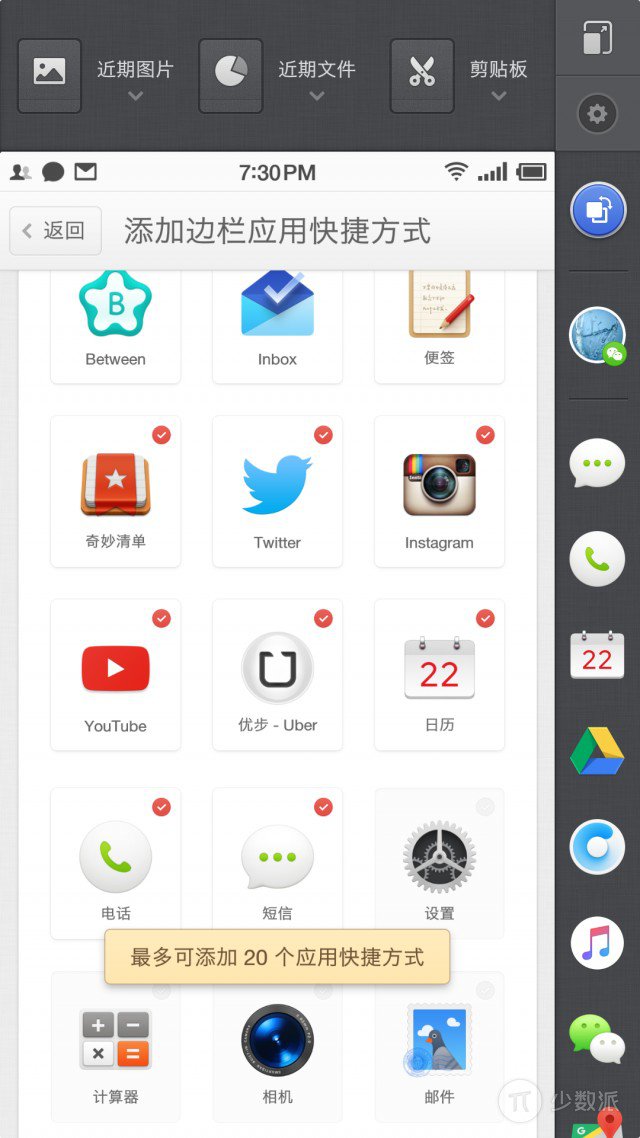 近期图片
近期文件
剪贴板
7:30PM
返回
添加边栏应用快捷方式
B
Between
Inbox
便签
奇妙清单
Twitter
Instagram
YouTube
优步 - Uber
22
日历
22
电话
短信
设置
最多可添加 20 个应用快捷方式
计算器
相机
邮件
G
少数派